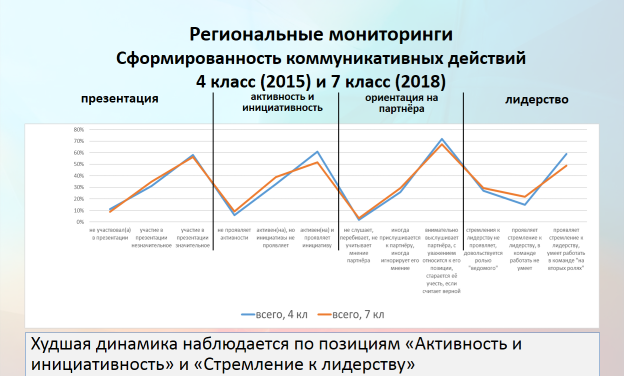 Региональные мониторинги
Сформированность коммуникативных действий
4 класс (2015) и 7 класс (2018)
презентация
активность и
инициативность
ориентация на
партнёра
лидерство
80%
70%
60%
50%
40%
30%
20%
10%
0%
не участвовал(а)
в презентации
участие в
презентации
незначительное
участие в
презентации
значительное
не проявляет
активности
активен(на), но
инициативы не
проявляет
активен(на) и
проявляет
инициативу
не слушает,
перебивает, не
учитывает
мнение
партнёра
иногда
прислушивается
к партнёру,
иногда
игнорирует его
мнение
внимательно
выслушивает
партнёра, с
уважением
относится к его
позиции,
старается её
учесть, если
считает верной
стремления к
лидерству не
проявляет,
довольствуется
ролью
"ведомого"
проявляет
стремление к
лидерству, в
команде
работать не
умеет
проявляет
стремление к
лидерству,
умеет работать
в команде "на
вторых ролях"
всего, 4 кл
всего, 7 кл
Худшая динамика наблюдается по позициям «Активность и
инициативность» и «Стремление к лидерству»